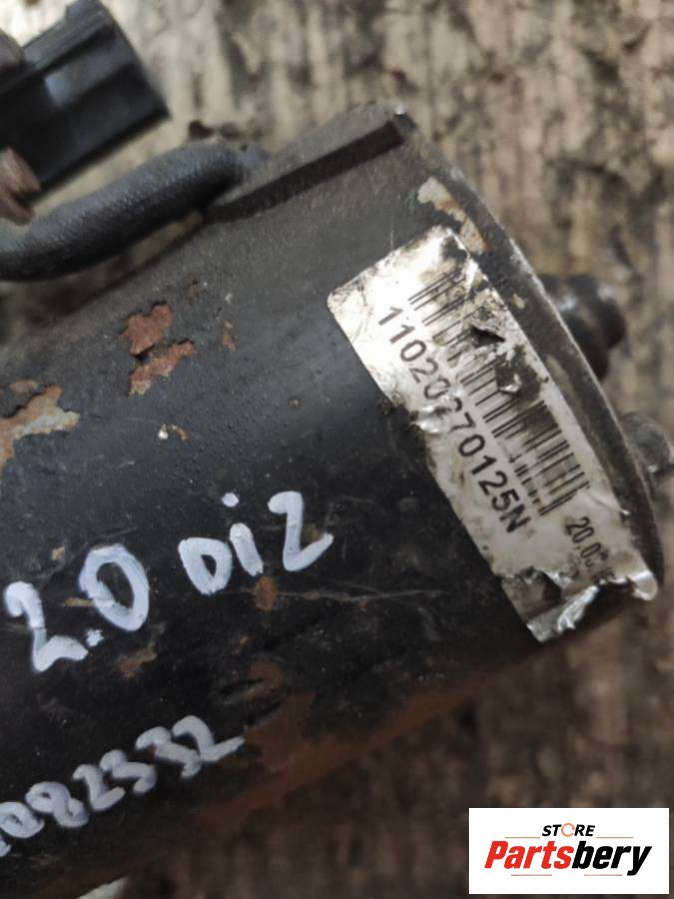 11020270125N
2.0 Diz
STORE
Partsbery